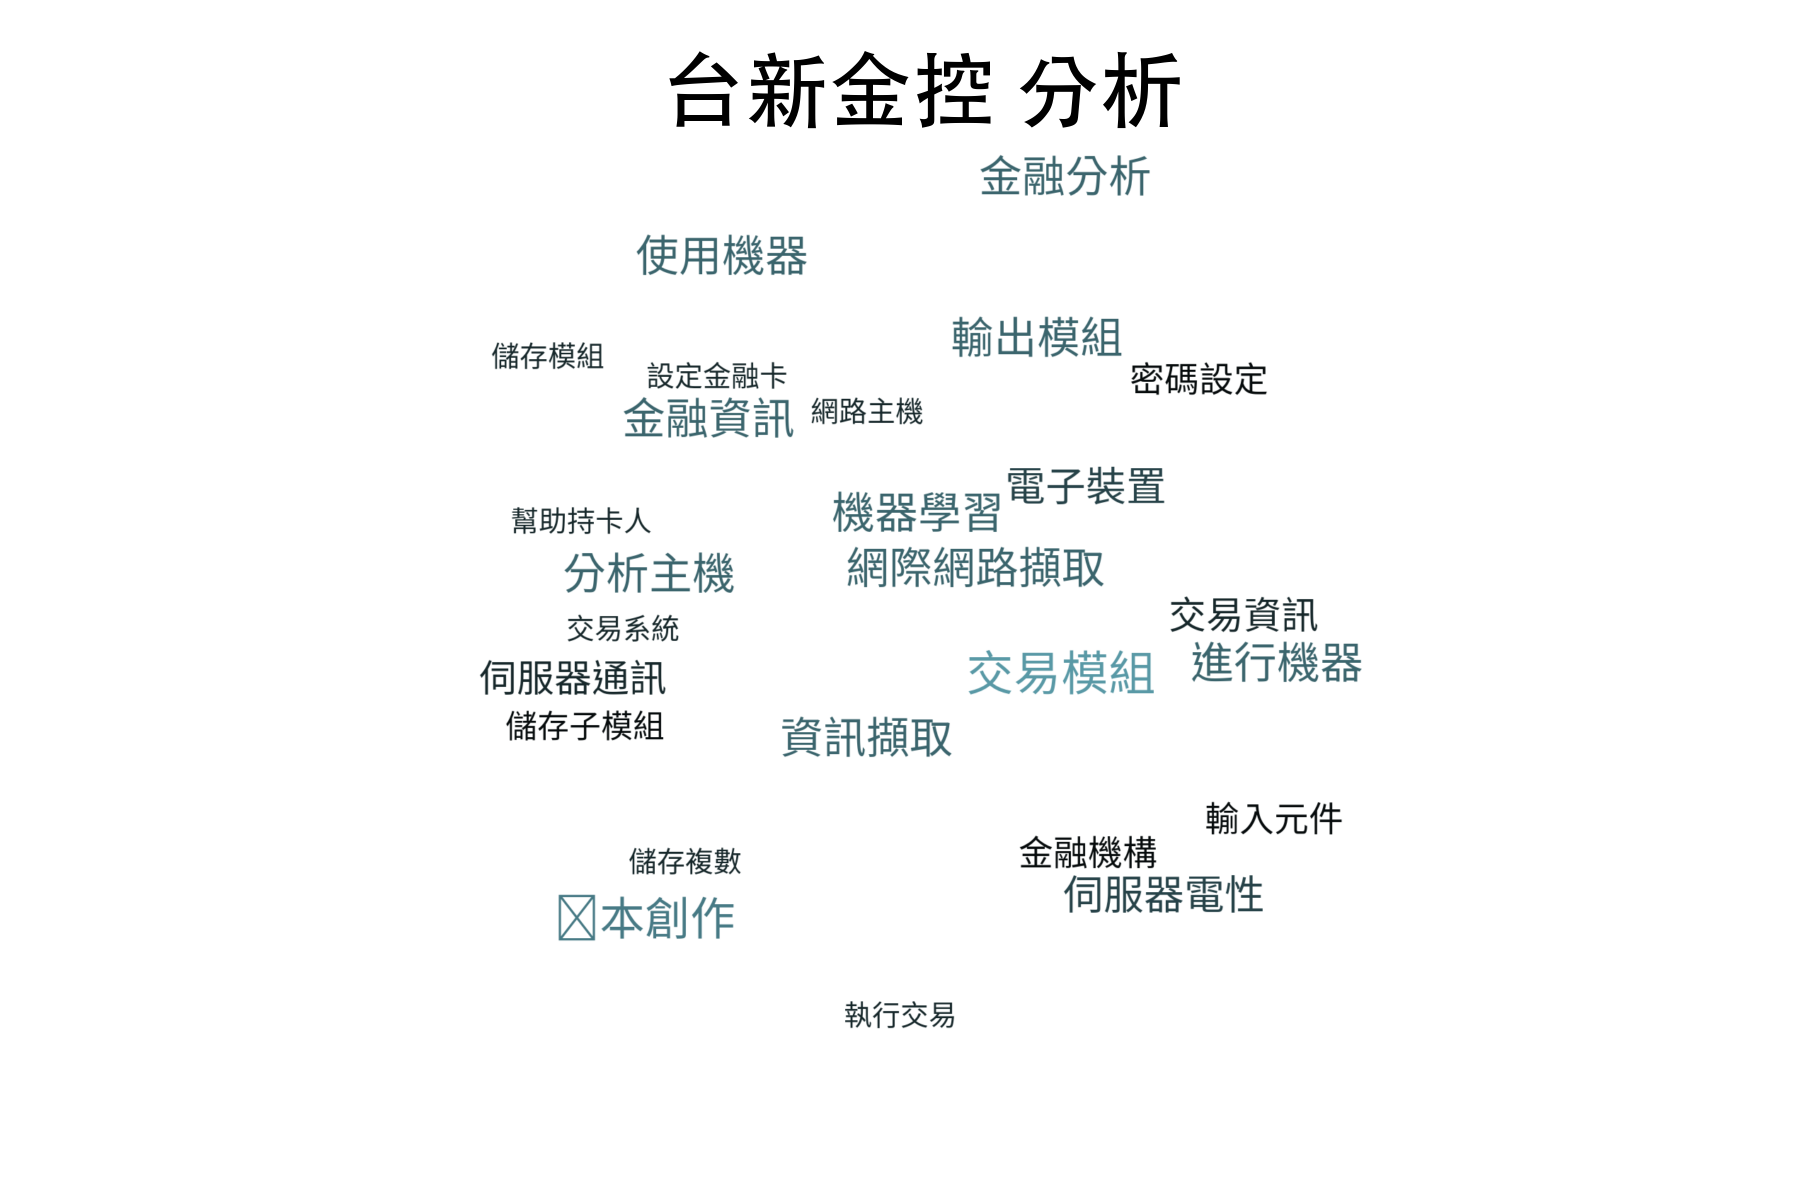 台新金控 分析
金融分析
使用機器
輸出模組
儲存模組
設定金融卡
密碼設定
金融資訊
網路主機
電子裝置
機器學習
幫助持卡人
網際網路擷取
分析主機
交易資訊
交易系統
進行機器
交易模組
伺服器通訊
儲存子模組
資訊擷取
輸入元件
金融機構
儲存複數
伺服器電性
本創作
執行交易